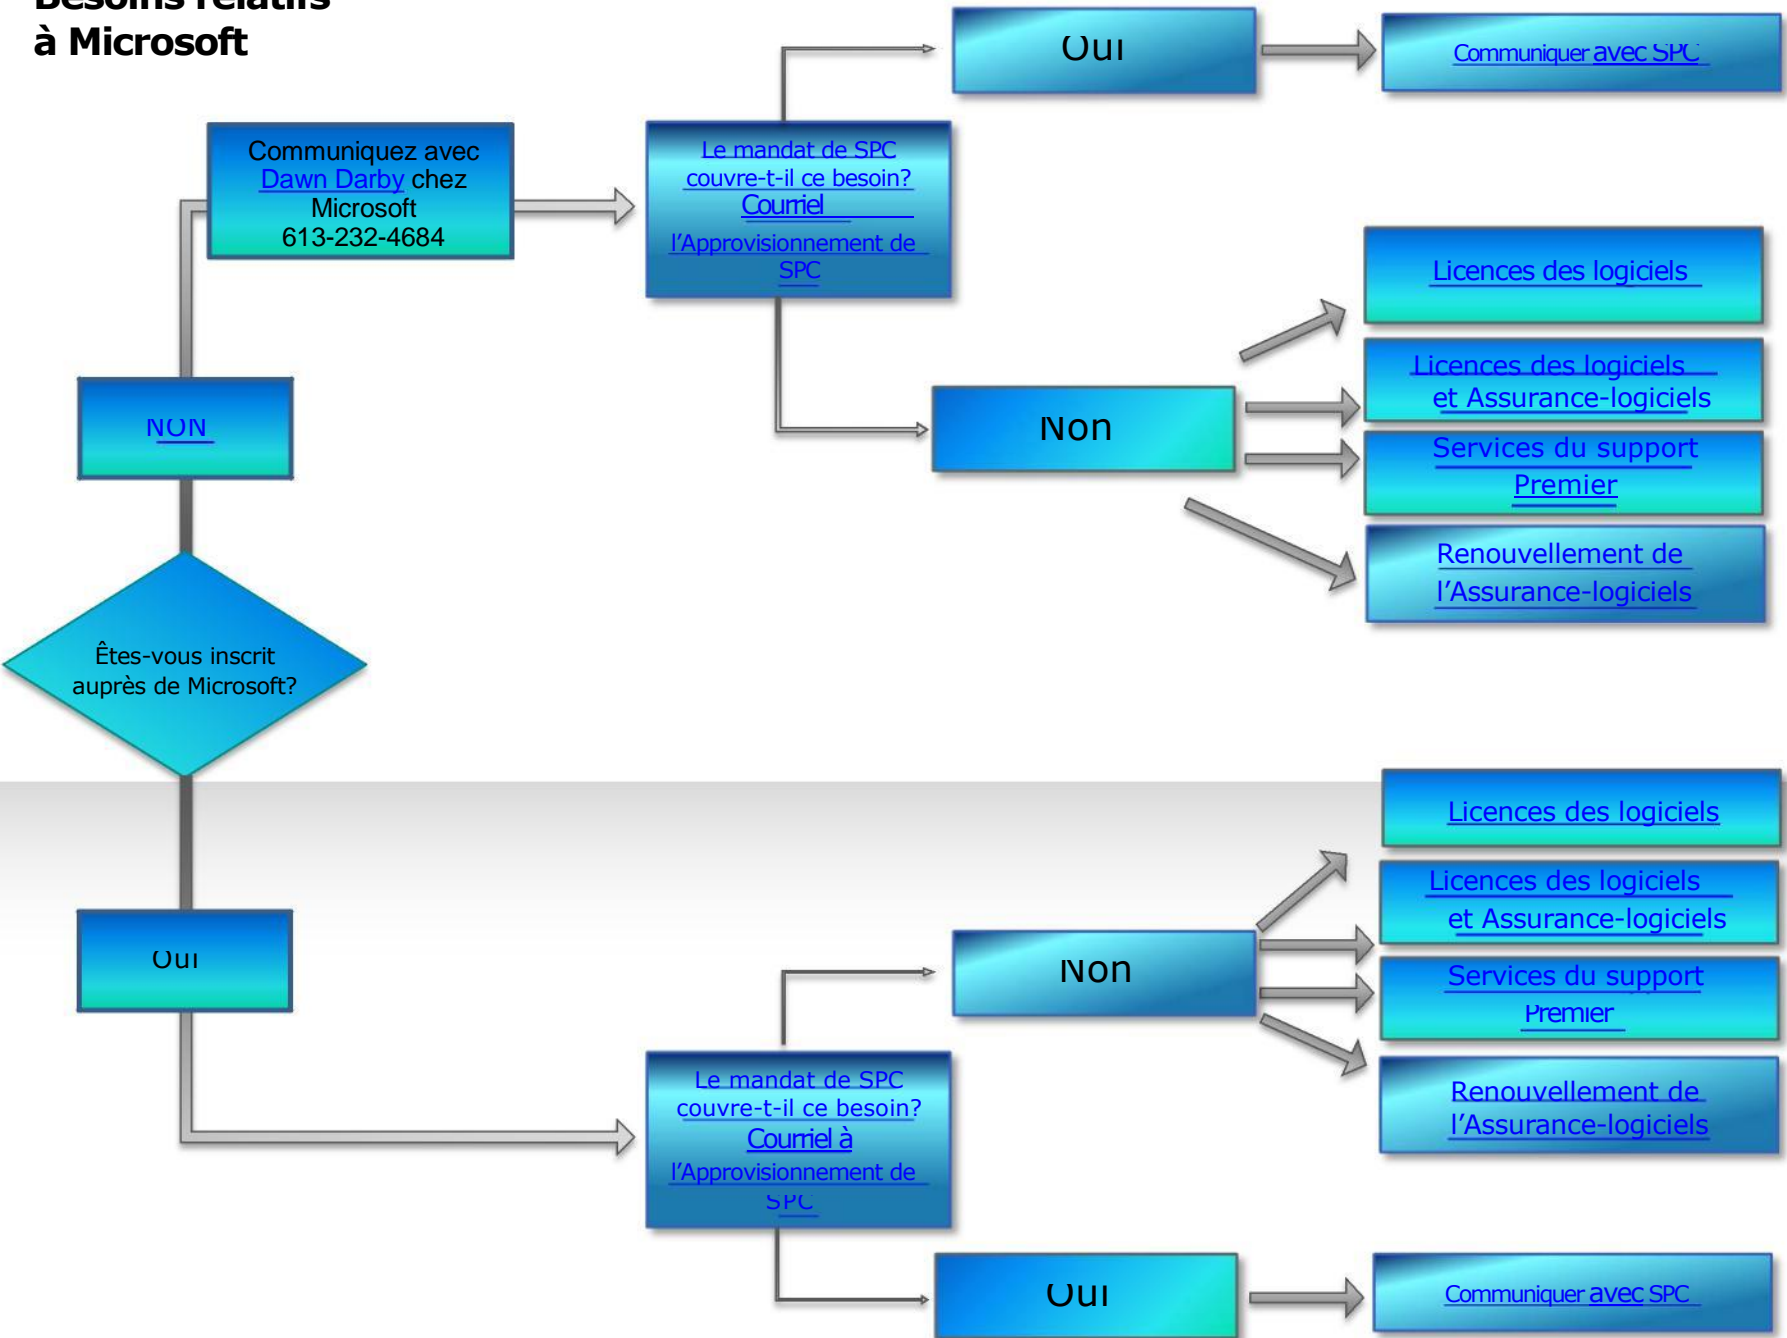 Besoins relatifs
à Microsoft
Oui
Communiquer avec SPC
Communiquez avec
Dawn Darby chez
Microsoft
613-232-4684
Le mandat de SPC
couvre-t-il ce besoin?
Courriel
l’Approvisionnement de
SPC
Licences des logiciels
Licences des logiciels
et Assurance-logiciels
NON
Non
Services du support
Premier
Renouvellement de
l’Assurance-logiciels
Êtes-vous inscrit
auprès de Microsoft?
Licences des logiciels
Licences des logiciels
et Assurance-logiciels
Oui
Non
Services du support
Premier
Le mandat de SPC
couvre-t-il ce besoin?
Courriel à
l’Approvisionnement de
SPC
Renouvellement de
l’Assurance-logiciels
Oui
Communiquer avec SPC